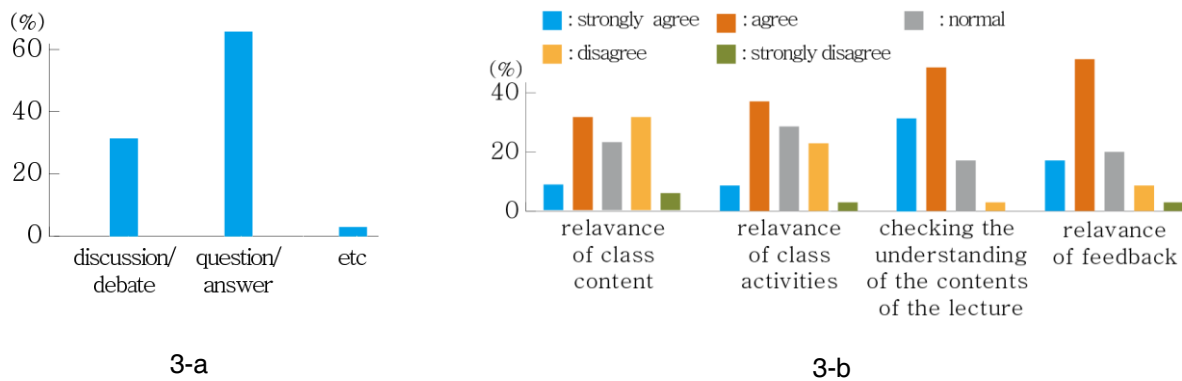 (%)
60
40
20
0
discussion/
debate
question/
answer
etc
3-a
: strongly agree
: agree
: normal
: disagree
: strongly disagree
(%)
40
20
0
relavance
of class
content
relavance
of class
activities
checking the
understanding
of the contents
of the lecture
relavance
of feedback
3-b